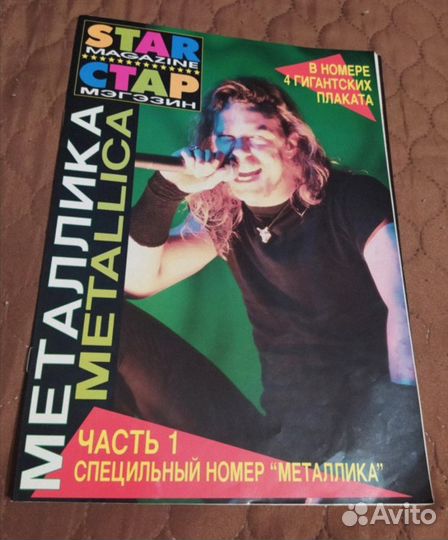 STAR
MAGAZINE
СТАР
МЭГЭЗИН
В НОМЕРЕ
4 ГИГАНТСКИХ
ПЛАКАТА
МЕТАЛЛИКА
METALLICA
ЧАСТЬ 1
СПЕЦИЛЬНЫЙ НОМЕР "МЕТАЛЛИКА"
Avito